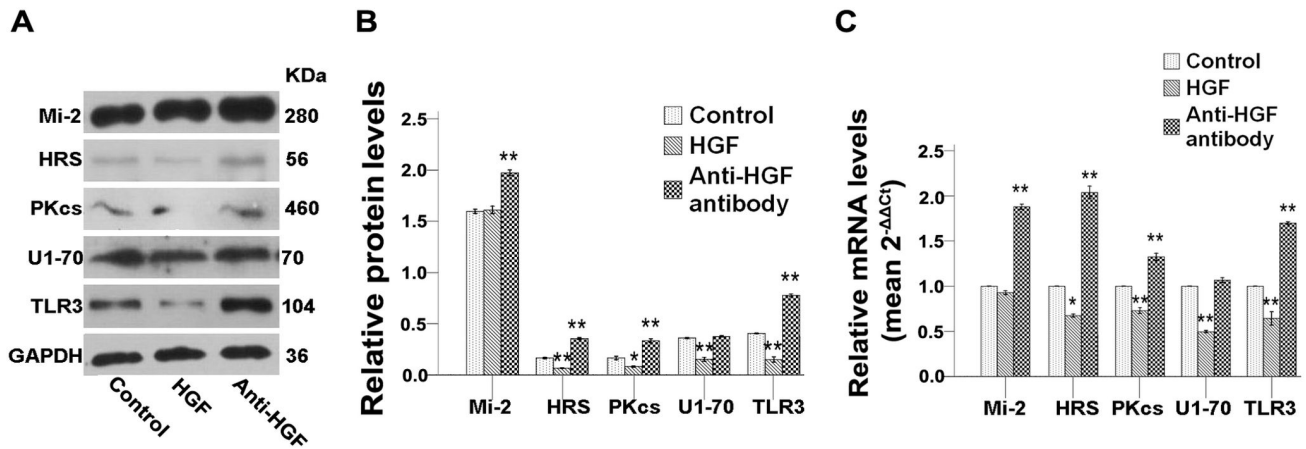 A
KDa
Mi-2 280
HRS 56
PKcs 460
U1-70 70
TLR3 104
GAPDH 36
Control HGF Anti-HGF
B
Relative protein levels
2.5
2.0
1.5
1.0
0.5
0.0
Control
HGF
Anti-HGF
antibody
**
** **
* **
**
** **
Mi-2 HRS PKcs U1-70 TLR3
C
Relative mRNA levels
(mean 2-ΔΔCt)
2.5
2.0
1.5
1.0
0.5
0.0
Control
HGF
Anti-HGF
antibody
**
* **
** **
**
** **
Mi-2 HRS PKcs U1-70 TLR3